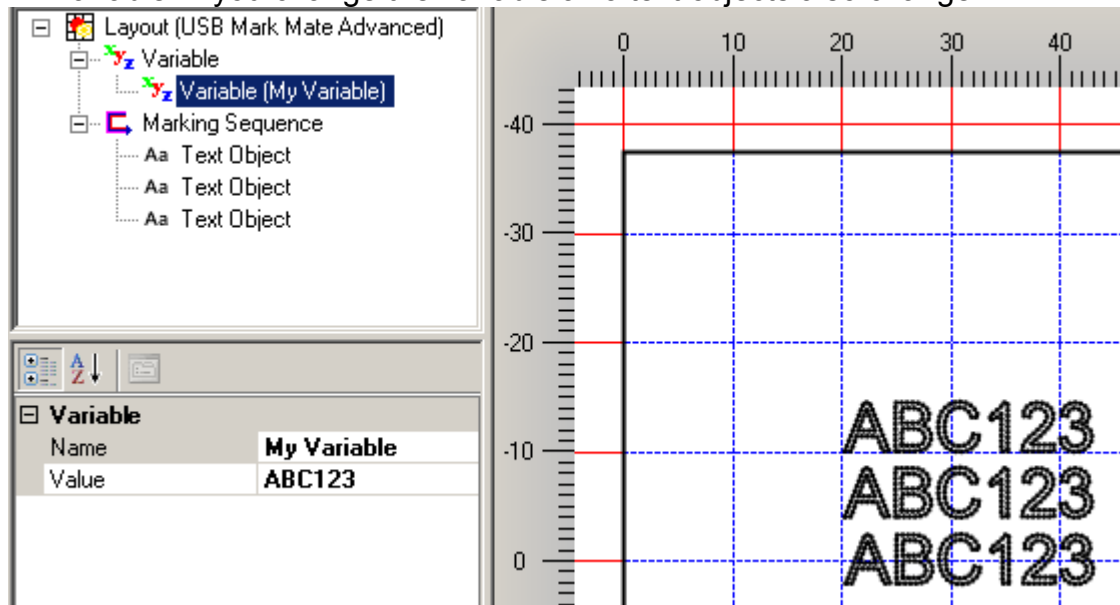 Layout (USB Mark Mate Advanced)
Variable
Variable (My Variable)
Marking Sequence
Aa Text Object
Aa Text Object
Aa Text Object
Variable
Name My Variable
Value ABC123
0 10 20 30 40
-40
-30
-20
-10
0
ABC123
ABC123
ABC123